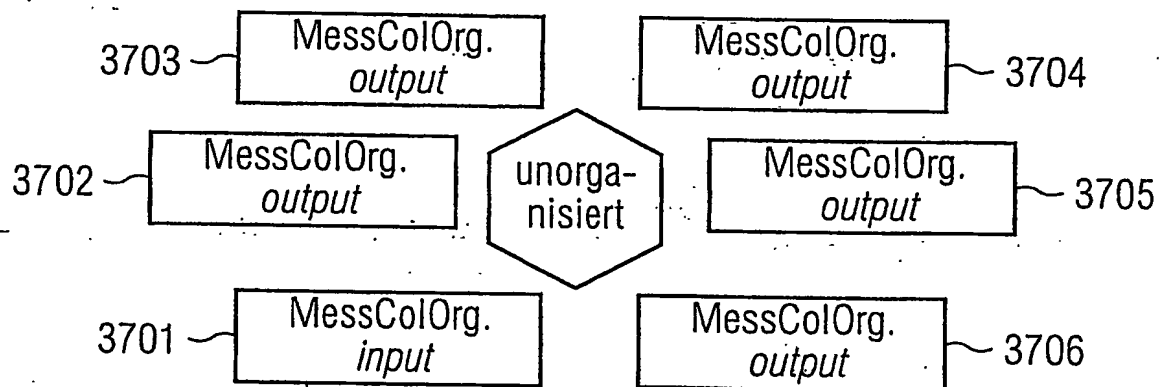 3703
MessColOrg.
output
MessColOrg.
output
3704
3702
MessColOrg.
output
unorga-
nisiert
MessColOrg.
output
3705
3701
MessColOrg.
input
MessColOrg.
output
3706